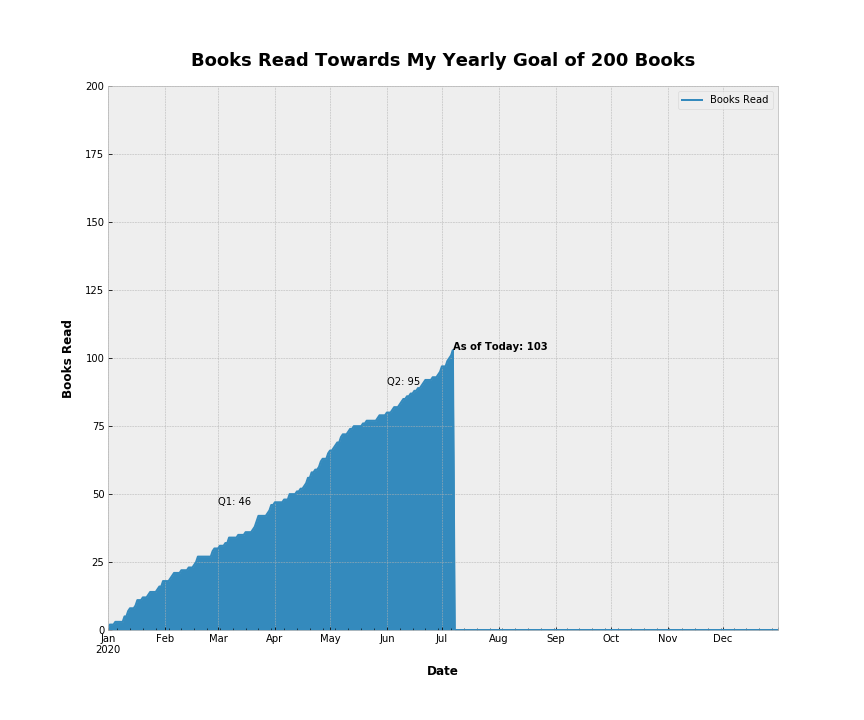 Books Read Towards My Yearly Goal of 200 Books
Books Read
200
175
150
125
As of Today: 103
100
Q2: 95
75
Q1: 46
50
25
0
Jan Feb Mar Apr May Jun Jul Aug Sep Oct Nov Dec
2020
Books Read
Date